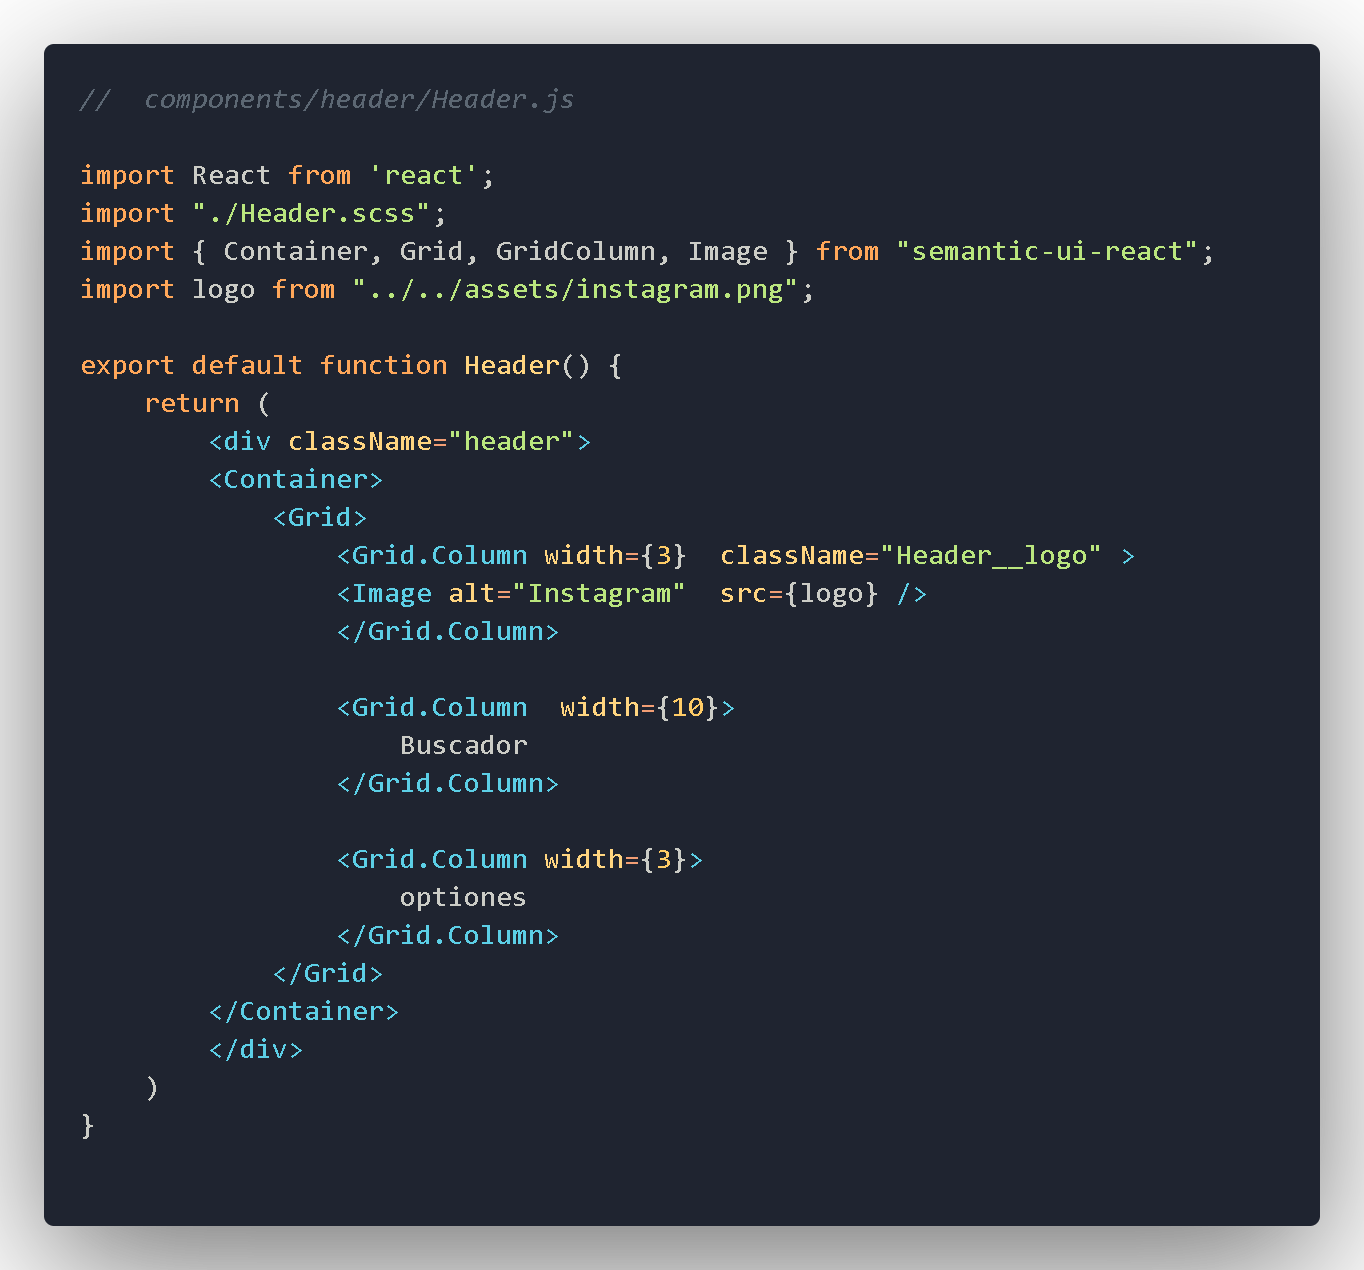 //  components/header/Header.js

import React from 'react';
import "./Header.scss";
import { Container, Grid, GridColumn, Image } from "semantic-ui-react";
import logo from "../../assets/instagram.png";

export default function Header() {
    return (
        <div className="header">
        <Container>
            <Grid>
                <Grid.Column width={3}  className="Header__logo" >
                <Image alt="Instagram"  src={logo} />
                </Grid.Column>

                <Grid.Column  width={10}>
                    Buscador
                </Grid.Column>

                <Grid.Column width={3}>
                    optiones
                </Grid.Column>
            </Grid>
        </Container>
        </div>
    )
}